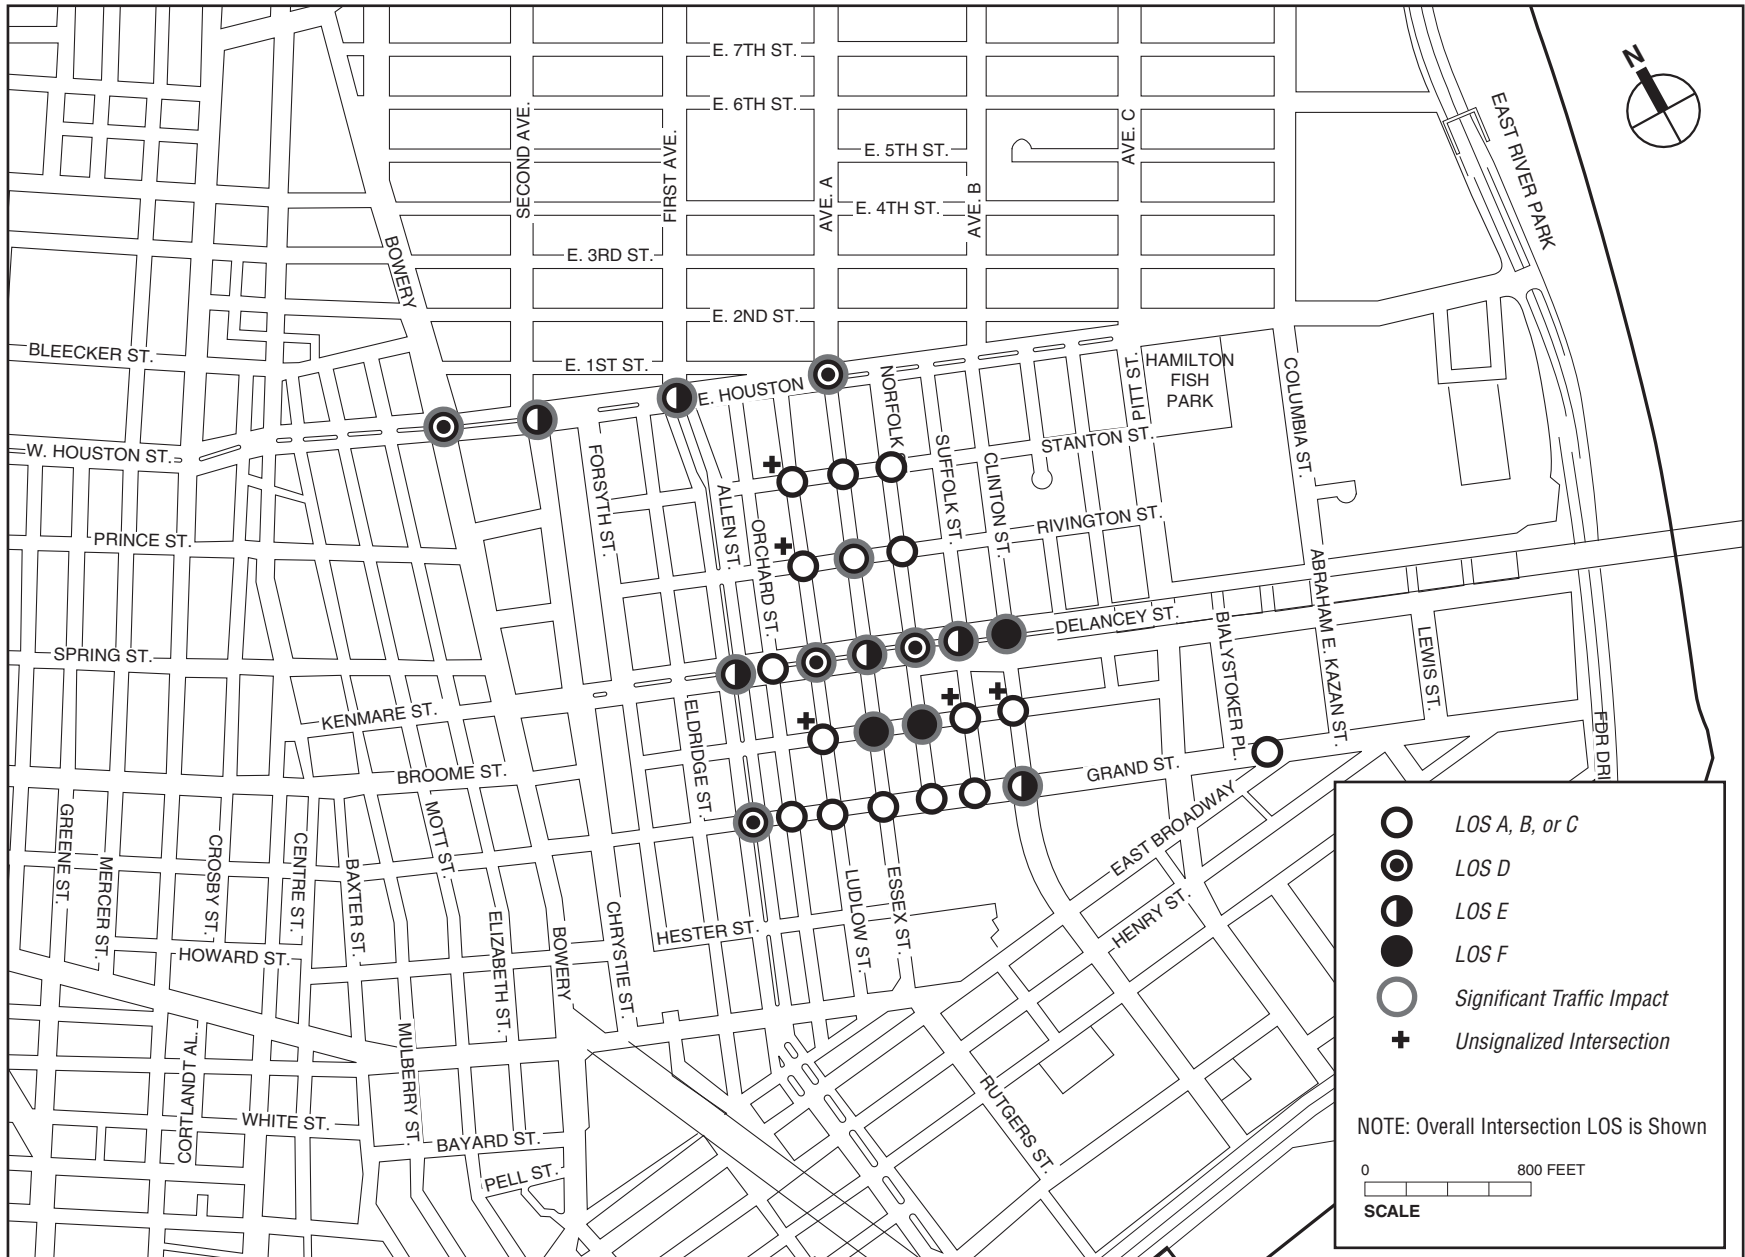 E. 7TH ST.
E. 6TH ST.
SECOND AVE.
FIRST AVE.
E. 5TH ST.
AVE. C
N
EAST RIVER PARK
AVE. A
E. 4TH ST.
AVE. B
BOWERY
E. 3RD ST.
E. 2ND ST.
BLEECKER ST.
E. 1ST ST.
E. HOUSTON
NORFOLK
PITT ST.
HAMILTON
FISH
PARK
COLUMBIA ST.
W. HOUSTON ST.
FORSYTH ST.
SUFFOLK ST.
CLINTON ST.
STANTON ST.
ALLEN ST.
ORCHARD ST.
RIVINGTON ST.
PRINCE ST.
ABRAHAM E. KAZAN ST.
DELANCEY ST.
BIALYSTOKER PL.
LEWIS ST.
SPRING ST.
KENMARE ST.
ELDRIDGE ST.
FDR DRI
BROOME ST.
GRAND ST.
GREENE ST.
MERCER ST.
CROSBY ST.
CENTRE ST.
BAXTER ST.
MOTT ST.
EAST BROADWAY
LUDLOW ST.
ESSEX ST.
HENRY ST.
HESTER ST.
ELIZABETH ST.
BOWERY
CHRYSTIE ST.
HOWARD ST.
MULBERRY ST.
CORTLANDT AL.
WHITE ST.
BAYARD ST.
PELL ST.
RUTGERS ST.
LOS A, B, or C
LOS D
LOS E
LOS F
Significant Traffic Impact
Unsignalized Intersection
NOTE: Overall Intersection LOS is Shown
0 800 FEET
SCALE